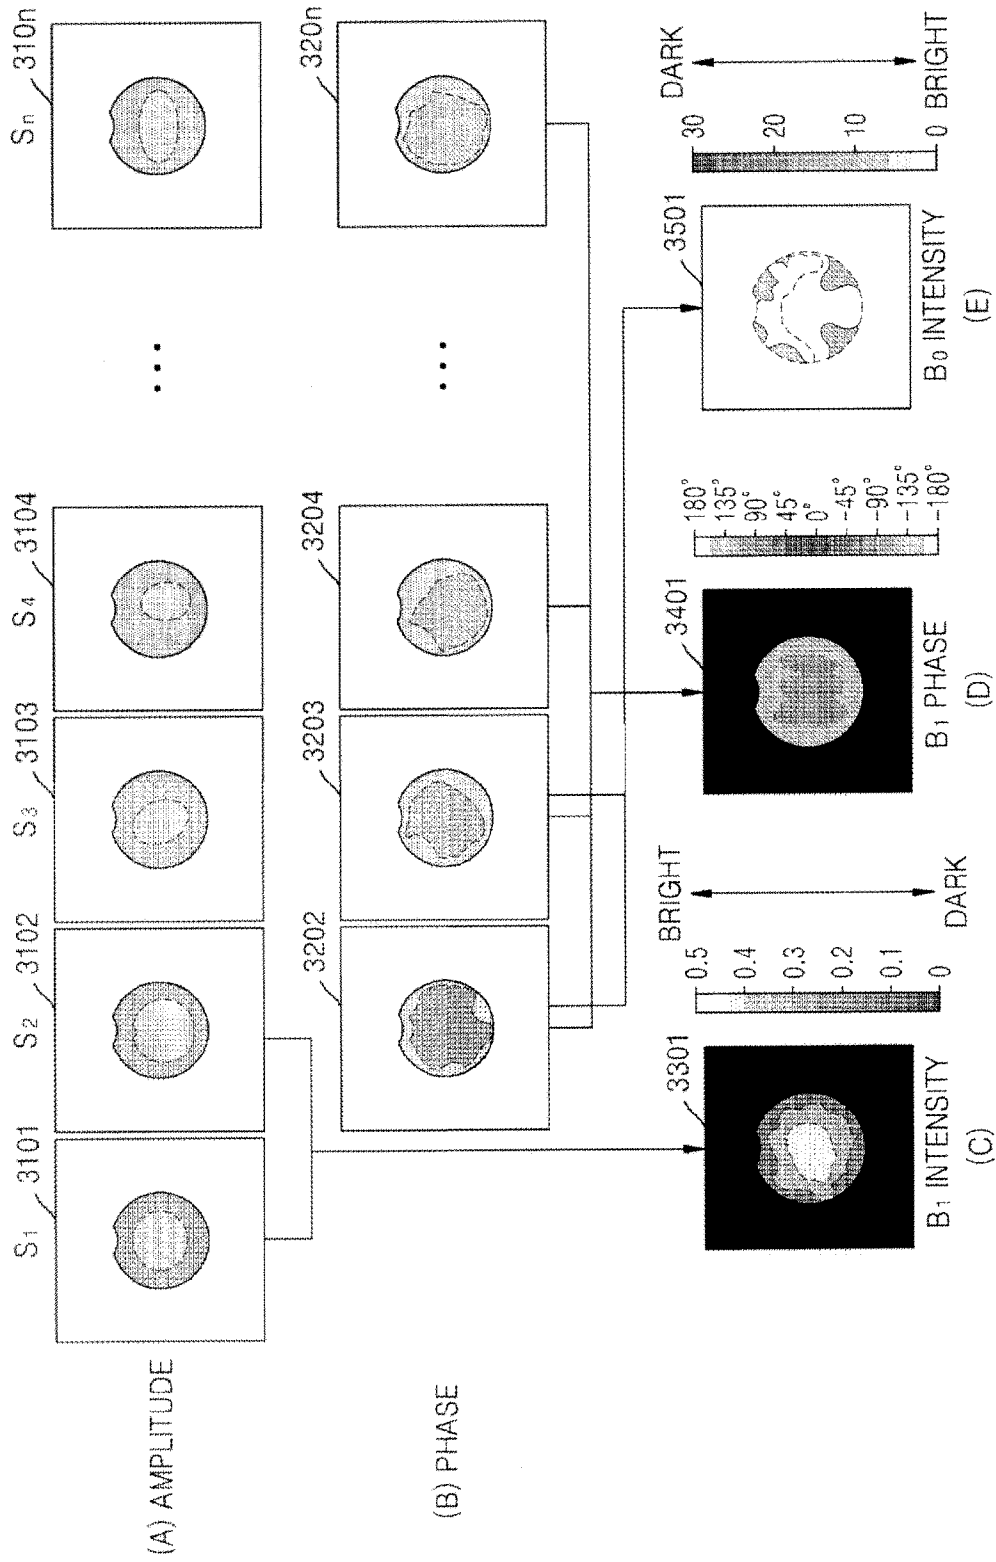 S1 3101
S2 3102
S3 3103
S4 3104
Sn 310n
(A) AMPLITUDE
3202
3203
3204
320n
(B) PHASE
3301
BRIGHT
0.5
0.4
0.3
0.2
0.1
0
DARK
B1 INTENSITY
(C)
3401
180°
135°
90°
45°
0°
-45°
-90°
-135°
-180°
B1 PHASE
(D)
3501
DARK
30
20
10
0
BRIGHT
B0 INTENSITY
(E)